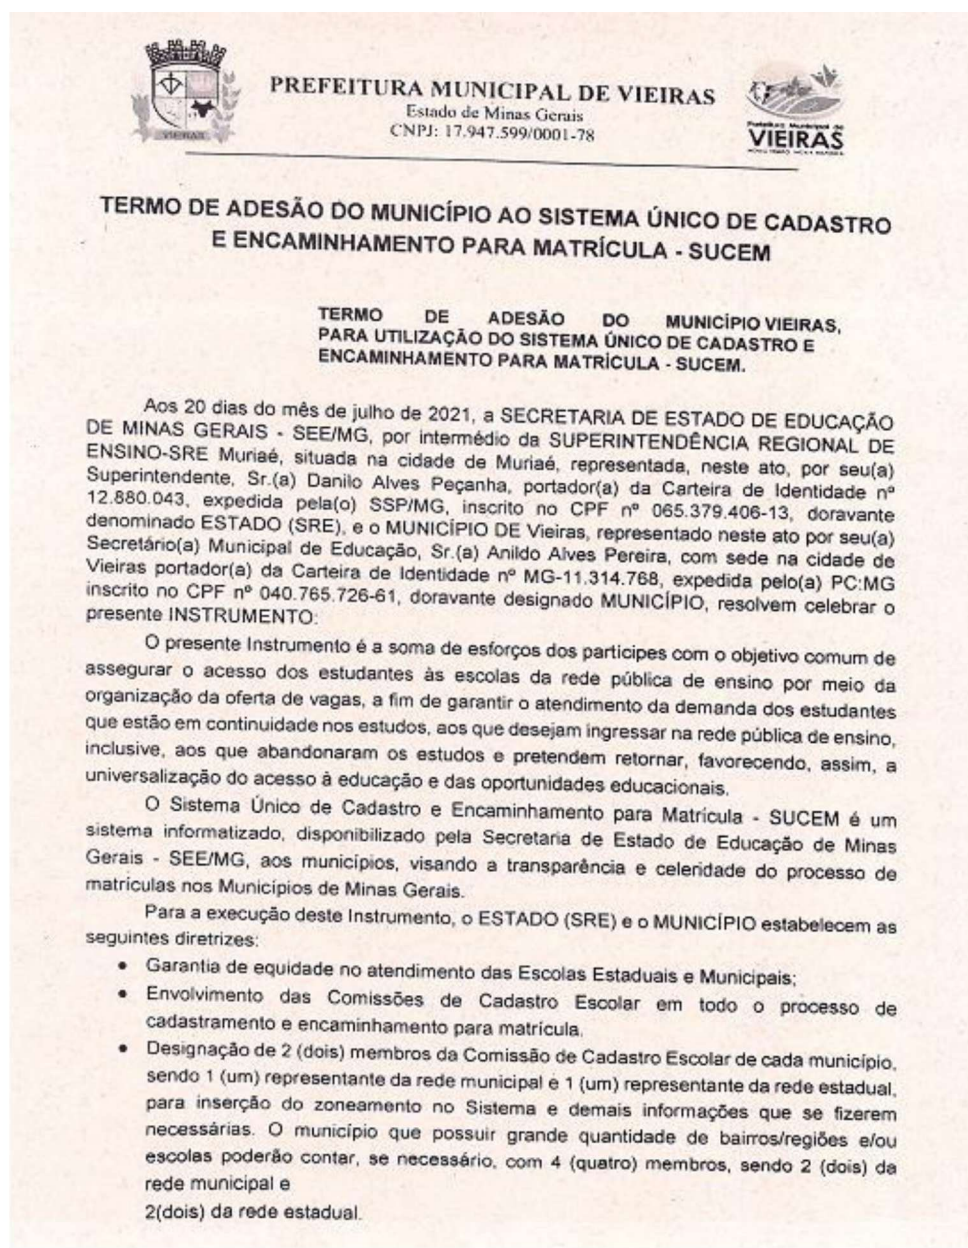 PREFEITURA MUNICIPAL DE VIEIRAS
Estado de Minas Gerais
CNPJ: 17.947.599/0001-78
VIEIRAS
Prefeitura Municipal de
VIEIRAS
TERMO DE ADESÃO DO MUNICÍPIO AO SISTEMA ÚNICO DE CADASTRO
E ENCAMINHAMENTO PARA MATRÍCULA - SUCEM
TERMO DE ADESÃO DO MUNICÍPIO VIEIRAS,
PARA UTILIZAÇÃO DO SISTEMA ÚNICO DE CADASTRO E
ENCAMINHAMENTO PARA MATRÍCULA - SUCEM.
Aos 20 dias do mês de julho de 2021, a SECRETARIA DE ESTADO DE EDUCAÇÃO
DE MINAS GERAIS - SEE/MG, por intermédio da SUPERINTENDÊNCIA REGIONAL DE
ENSINO-SRE Muriaé, situada na cidade de Muriaé, representada, neste ato, por seu(a)
Superintendente, Sr.(a) Danilo Alves Peçanha, portador(a) da Carteira de Identidade nº
12.880.043, expedida pela(o) SSP/MG, inscrito no CPF nº 065.379.406-13, doravante
denominado ESTADO (SRE), e o MUNICÍPIO DE Vieiras, representado neste ato por seu(a)
Secretário(a) Municipal de Educação, Sr.(a) Anildo Alves Pereira, com sede na cidade de
Vieiras portador(a) da Carteira de Identidade nº MG-11.314.768, expedida pelo(a) PC:MG
inscrito no CPF nº 040.765.726-61, doravante designado MUNICÍPIO, resolvem celebrar o
presente INSTRUMENTO:
O presente Instrumento é a soma de esforços dos participes com o objetivo comum de
assegurar o acesso dos estudantes às escolas da rede pública de ensino por meio da
organização da oferta de vagas, a fim de garantir o atendimento da demanda dos estudantes
que estão em continuidade nos estudos, aos que desejam ingressar na rede pública de ensino,
inclusive, aos que abandonaram os estudos e pretendem retornar, favorecendo, assim, a
universalização do acesso à educação e das oportunidades educacionais.
O Sistema Único de Cadastro e Encaminhamento para Matrícula - SUCEM é um
sistema informatizado, disponibilizado pela Secretaria de Estado de Educação de Minas
Gerais - SEE/MG, aos municípios, visando a transparência e celeridade do processo de
matrículas nos Municípios de Minas Gerais.
Para a execução deste Instrumento, o ESTADO (SRE) e o MUNICÍPIO estabelecem as
seguintes diretrizes:
• Garantia de equidade no atendimento das Escolas Estaduais e Municipais;
• Envolvimento das Comissões de Cadastro Escolar em todo o processo de
cadastramento e encaminhamento para matrícula.
• Designação de 2 (dois) membros da Comissão de Cadastro Escolar de cada município,
sendo 1 (um) representante da rede municipal e 1 (um) representante da rede estadual,
para inserção do zoneamento no Sistema e demais informações que se fizerem
necessárias. O município que possuir grande quantidade de bairros/regiões e/ou
escolas poderão contar, se necessário, com 4 (quatro) membros, sendo 2 (dois) da
rede municipal e
2(dois) da rede estadual.